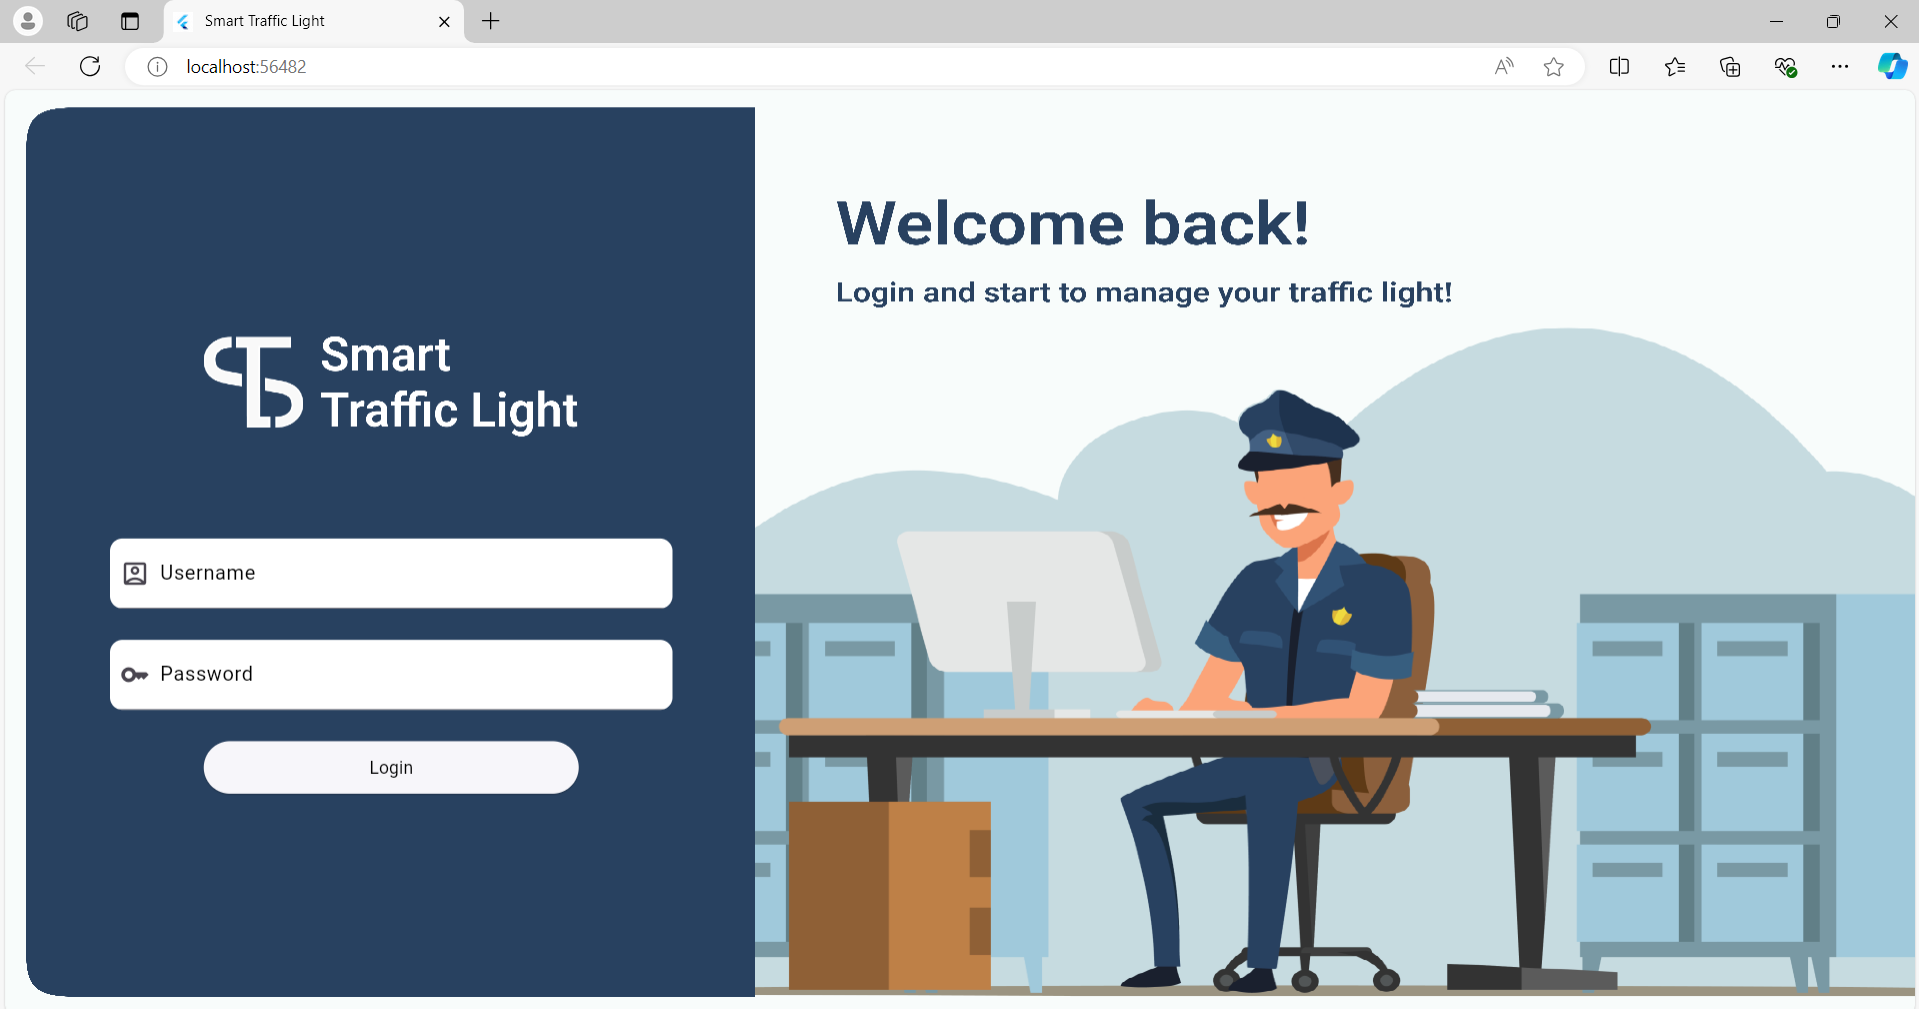 Smart Traffic Light
localhost:56482
Smart
Traffic Light
Username
Password
Login
Welcome back!
Login and start to manage your traffic light!